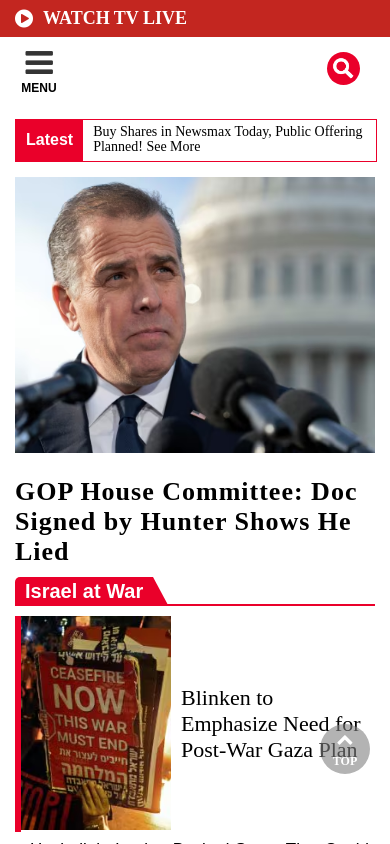 WATCH TV LIVE
MENU
Latest
Buy Shares in Newsmax Today, Public Offering
Planned! See More
GOP House Committee: Doc
Signed by Hunter Shows He
Lied
Israel at War
CEASEFIRE
NOW
THIS WAR
MUST END
המלחמה
Blinken to
Emphasize Need for
Post-War Gaza Plan
TOP